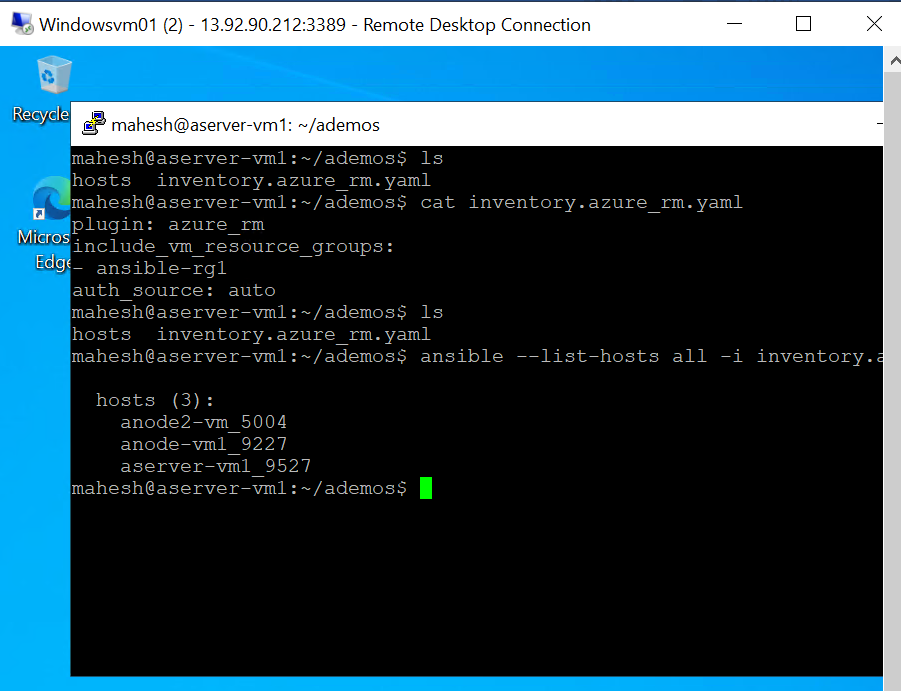 Windowsvm01 (2) - 13.92.90.212:3389 - Remote Desktop Connection
Recycle
mahesh@aserver-vm1: ~/ademos
mahesh@aserver-vm1:~/ademos$ ls
hosts  inventory.azure_rm.yaml
mahesh@aserver-vm1:~/ademos$ cat inventory.azure_rm.yaml
plugin: azure_rm
include_vm_resource_groups:
- ansible-rg1
auth_source: auto
mahesh@aserver-vm1:~/ademos$ ls
hosts  inventory.azure_rm.yaml
mahesh@aserver-vm1:~/ademos$ ansible --list-hosts all -i inventory.a
hosts (3):
anode2-vm_5004
anode-vm1_9227
aserver-vm1_9527
mahesh@aserver-vm1:~/ademos$
Micros
Edge